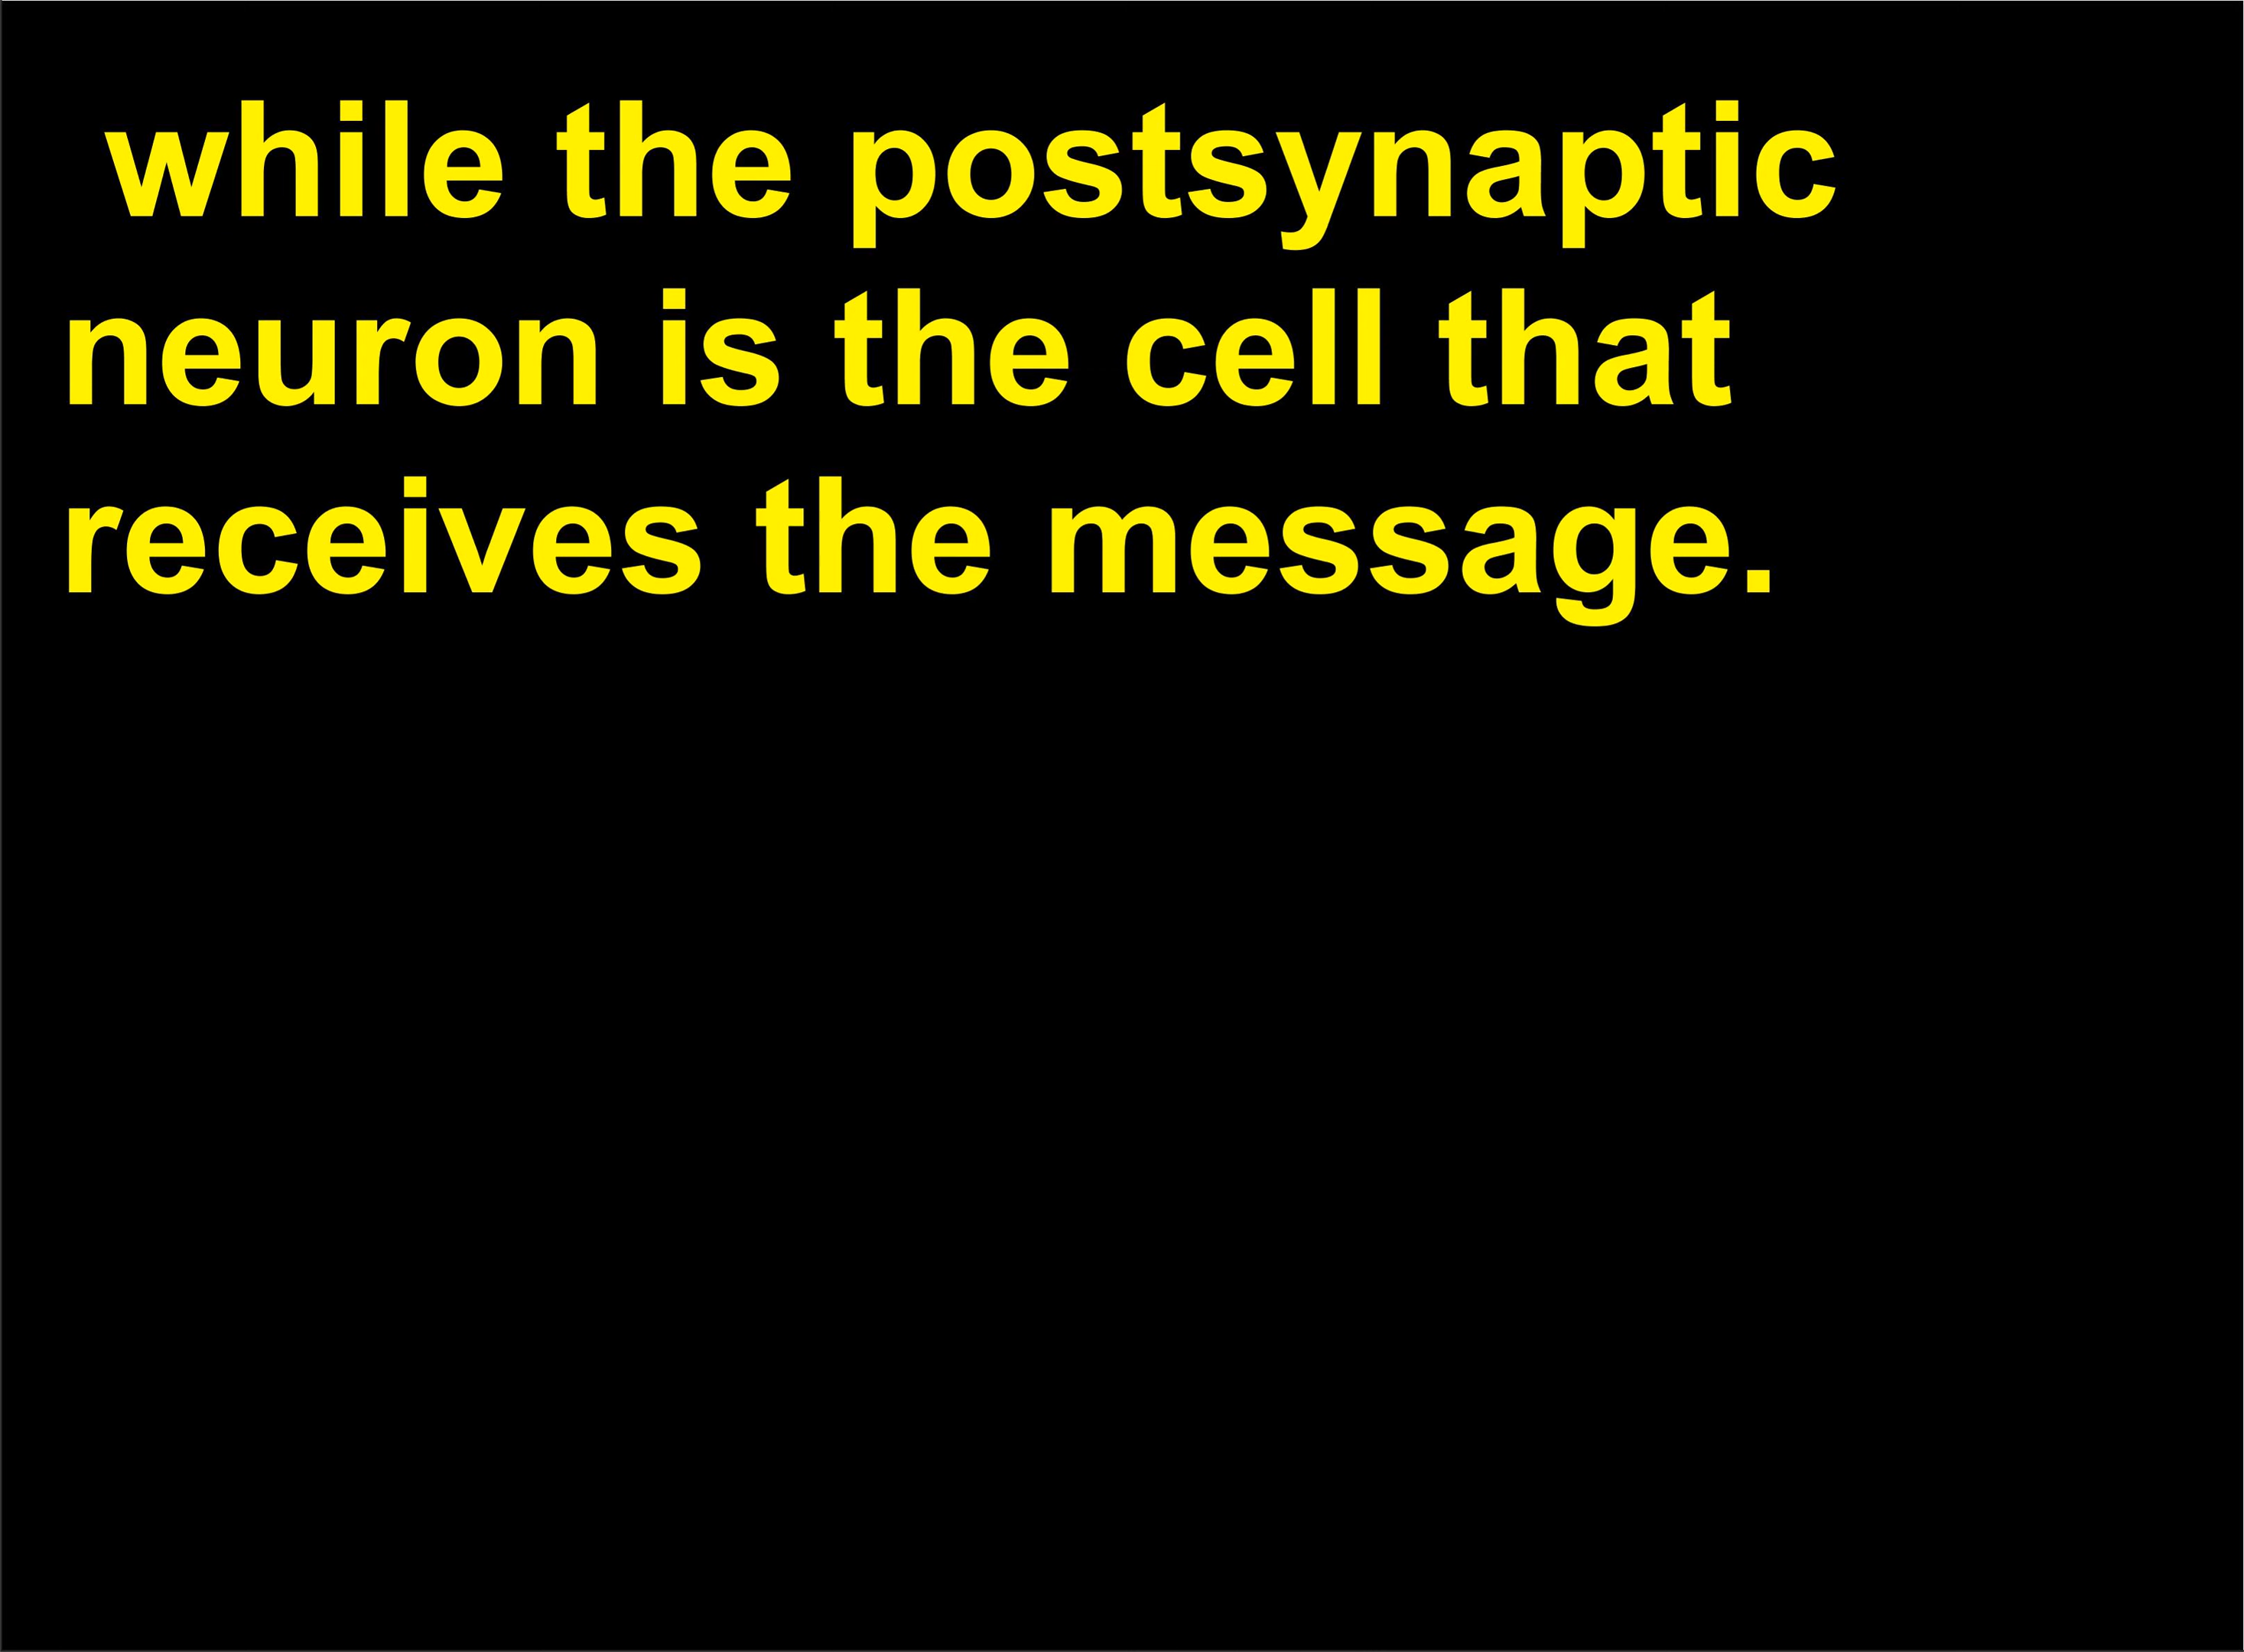 while the postsynaptic
neuron is the cell that
receives the message.